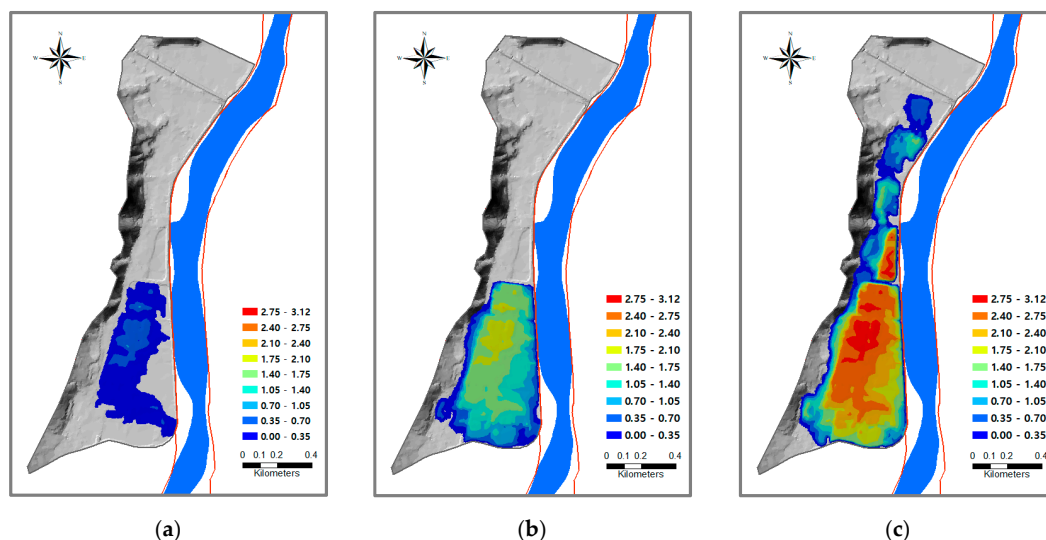 N
W E
S
2.75 - 3.12
2.40 - 2.75
2.10 - 2.40
1.75 - 2.10
1.40 - 1.75
1.05 - 1.40
0.70 - 1.05
0.35 - 0.70
0.00 - 0.35
0 0.1 0.2 0.4
Kilometers
(a)
N
W E
S
2.75 - 3.12
2.40 - 2.75
2.10 - 2.40
1.75 - 2.10
1.40 - 1.75
1.05 - 1.40
0.70 - 1.05
0.35 - 0.70
0.00 - 0.35
0 0.1 0.2 0.4
Kilometers
(b)
N
W E
S
2.75 - 3.12
2.40 - 2.75
2.10 - 2.40
1.75 - 2.10
1.40 - 1.75
1.05 - 1.40
0.70 - 1.05
0.35 - 0.70
0.00 - 0.35
0 0.1 0.2 0.4
Kilometers
(c)